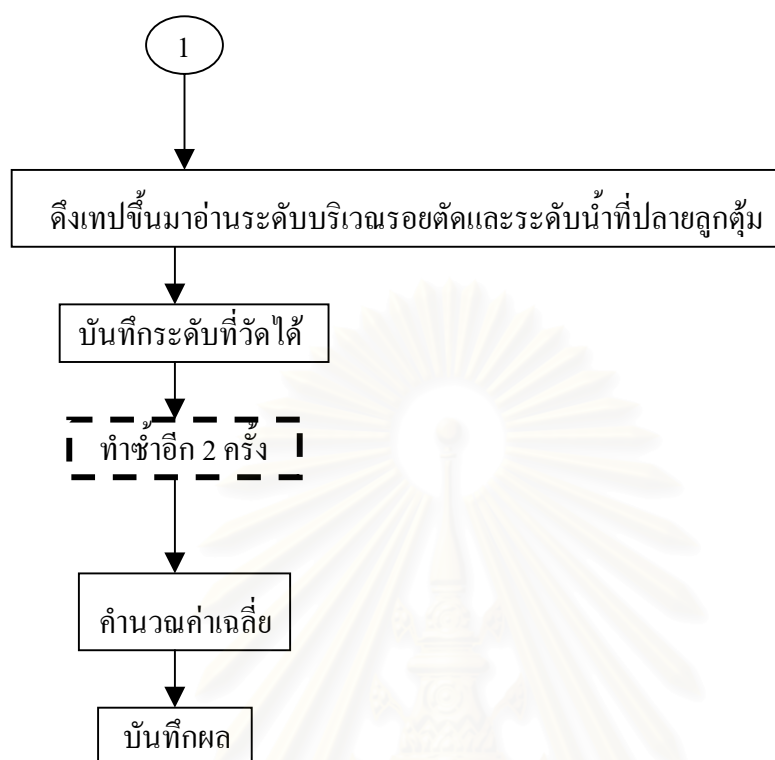 1
ดึงเทปขึ้นมาอ่านระดับบริเวณรอยตัดและระดับน้ำที่ปลายลูกตุ้ม
บันทึกระดับที่วัดได้
ทำซ้ำอีก 2 ครั้ง
คำนวณค่าเฉลี่ย
บันทึกผล